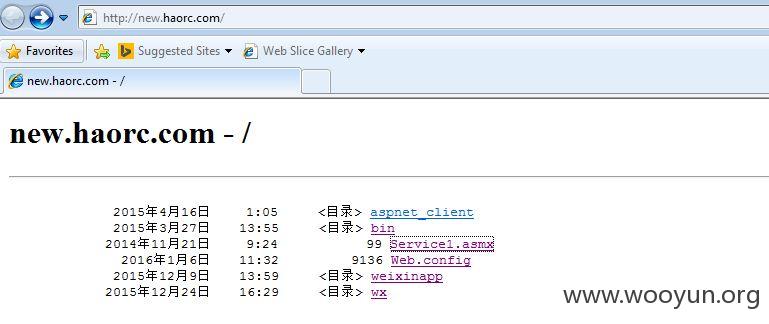 http://new.haorc.com/
Favorites Suggested Sites Web Slice Gallery
new.haorc.com - /
new.haorc.com - /
2015年4月16日 1:05 <目录> aspnet_client
2015年3月27日 13:55 <目录> bin
2014年11月21日 9:24 99 Service1.asmx
2016年1月6日 11:32 9136 Web.config
2015年12月9日 13:59 <目录> weixinapp
2015年12月24日 16:29 <目录> wx
www.wooyun.org